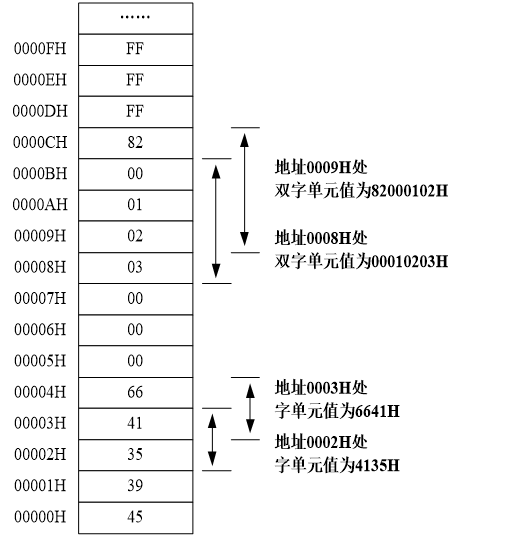 ……
0000FH FF
0000EH FF
0000DH FF
0000CH 82
0000BH 00
0000AH 01
00009H 02
00008H 03
00007H 00
00006H 00
00005H 00
00004H 66
00003H 41
00002H 35
00001H 39
00000H 45
地址0009H处
双字单元值为82000102H
地址0008H处
双字单元值为00010203H
地址0003H处
字单元值为6641H
地址0002H处
字单元值为4135H